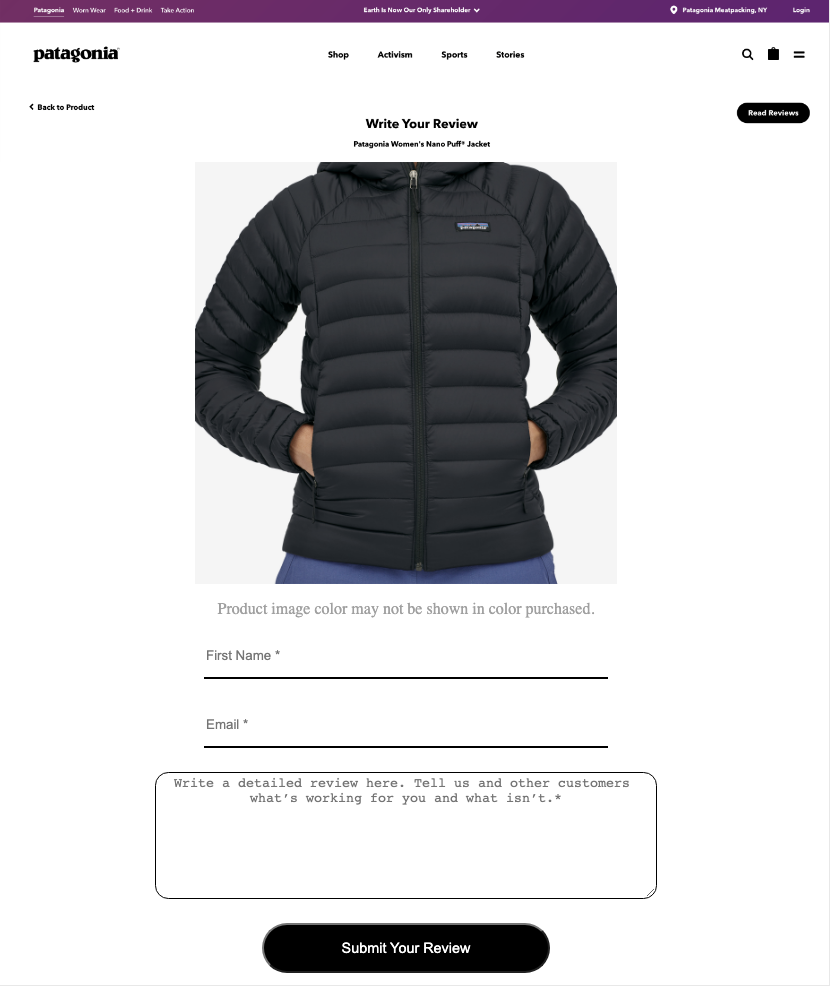 Patagonia Worn Wear Food + Drink Take Action
Earth Is Now Our Only Shareholder
Patagonia Meatpacking, NY
Login
patagonia®
Shop Activism Sports Stories
Back to Product
Read Reviews
Write Your Review
Patagonia Women's Nano Puff® Jacket
patagonia
Product image color may not be shown in color purchased.
First Name *
Email *
Write a detailed review here. Tell us and other customers
what’s working for you and what isn’t.*
Submit Your Review